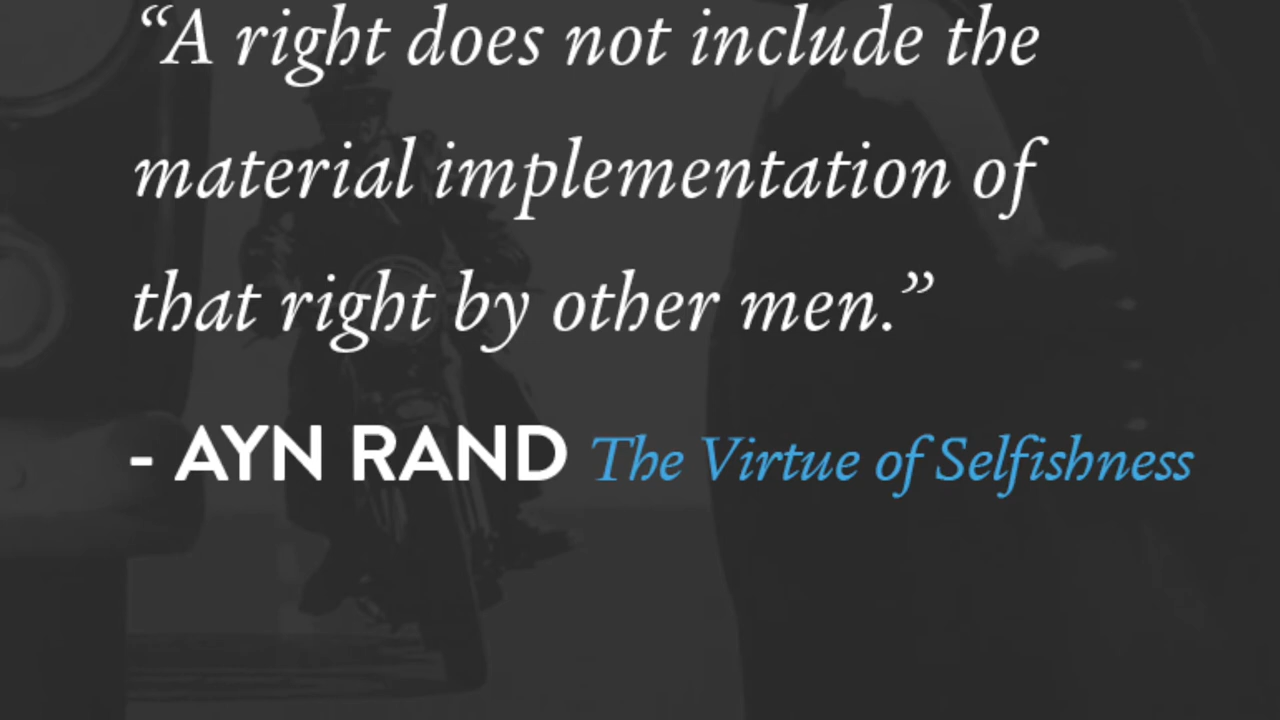 “A right does not include the
material implementation of
that right by other men.”
- AYN RAND The Virtue of Selfishness